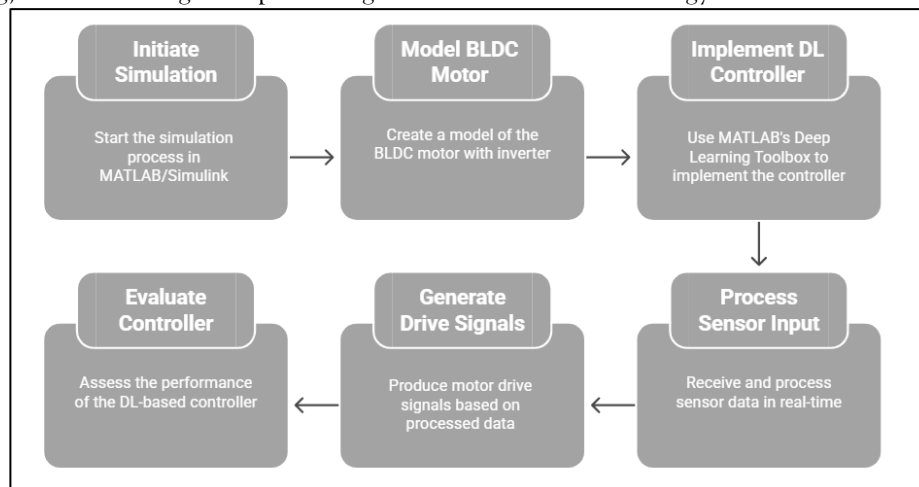 Initiate
Simulation
Start the simulation
process in
MATLAB/Simulink
Model BLDC
Motor
Create a model of the
BLDC motor with inverter
Implement DL
Controller
Use MATLAB's Deep
Learning Toolbox to
implement the controller
Process
Sensor Input
Receive and process
sensor data in real-time
Generate
Drive Signals
Produce motor drive
signals based on
processed data
Evaluate
Controller
Assess the performance
of the DL-based controller